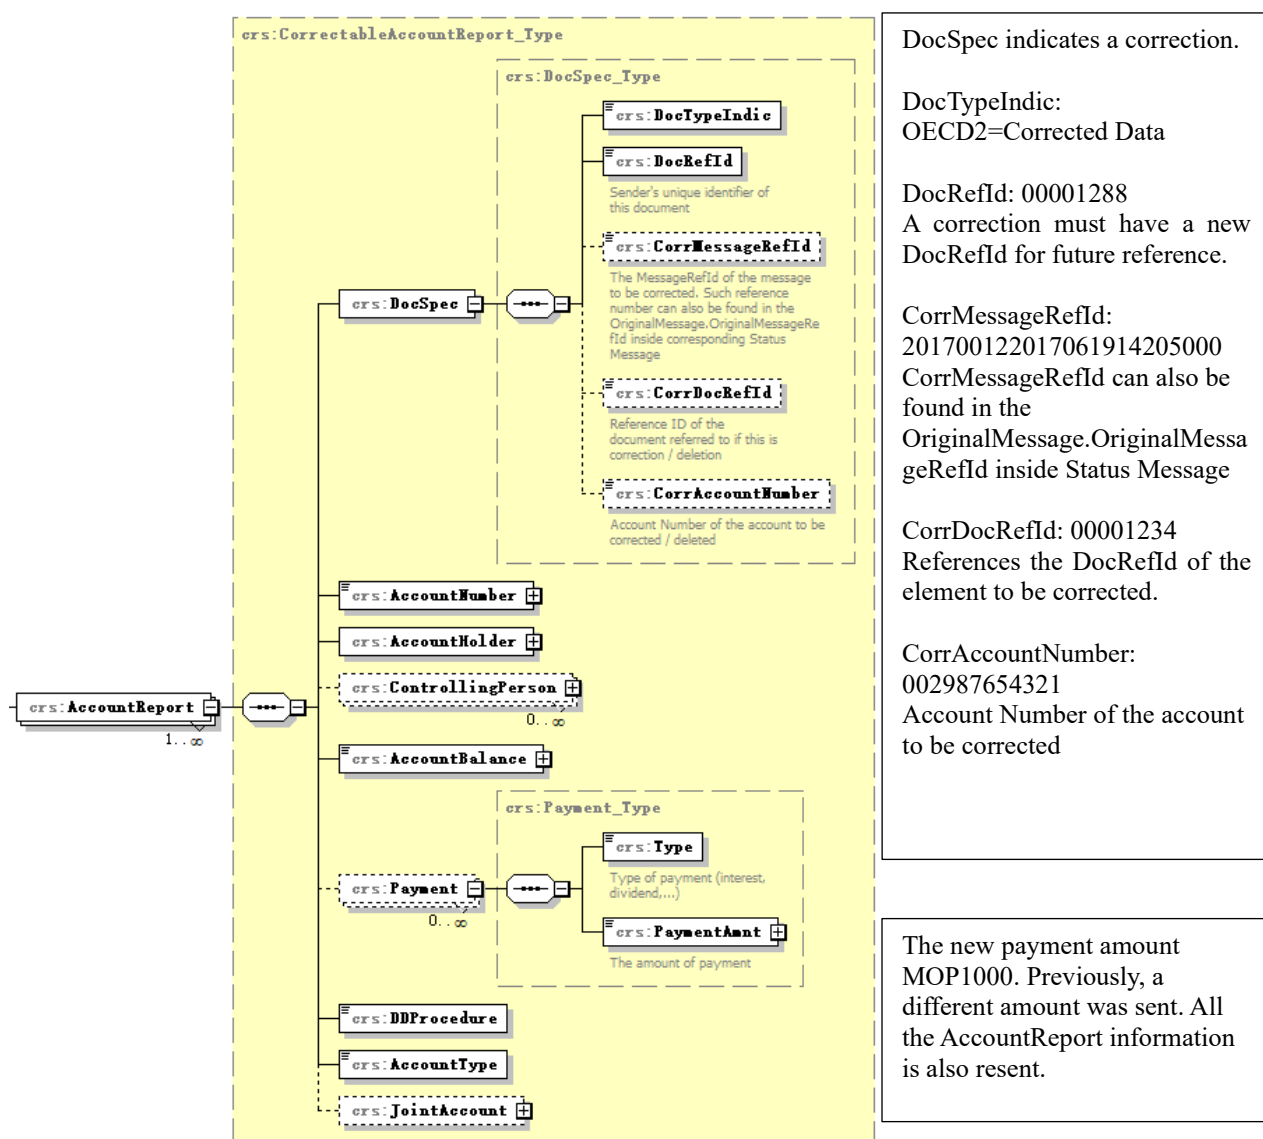 crs:CorrectableAccountReport_Type
crs:DocSpec_Type
crs:DocTypeIndic
crs:DocRefId
Sender's unique identifier of
this document
crs:CorrMessageRefId
The MessageRefId of the message
to be corrected. Such reference
number can also be found in the
OriginalMessage.OriginalMessageRe
fId inside corresponding Status
Message
crs:DocSpec
crs:CorrDocRefId
Reference ID of the
document referred to if this is
correction / deletion
crs:CorrAccountNumber
Account Number of the account to be
corrected / deleted
crs:AccountNumber
crs:AccountHolder
crs:ControllingPerson
0..∞
crs:AccountReport
1..∞
crs:AccountBalance
crs:Payment_Type
crs:Type
Type of payment (interest,
dividend,...)
crs:Payment
0..∞
crs:PaymentAmnt
The amount of payment
crs:DDProcedure
crs:AccountType
crs:JointAccount
DocSpec indicates a correction.
DocTypeIndic:
OECD2=Corrected Data
DocRefId: 00001288
A correction must have a new
DocRefId for future reference.
CorrMessageRefId:
201700122017061914205000
CorrMessageRefId can also be
found in the
OriginalMessage.OriginalMessa
geRefId inside Status Message
CorrDocRefId: 00001234
References the DocRefId of the
element to be corrected.
CorrAccountNumber:
002987654321
Account Number of the account
to be corrected
The new payment amount
MOP1000. Previously, a
different amount was sent. All
the AccountReport information
is also resent.